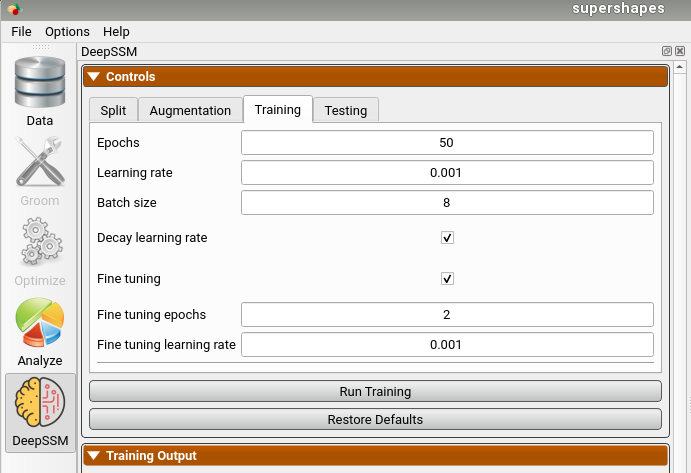 supershapes
File Options Help
DeepSSM
Data
Groom
Optimize
Analyze
DeepSSM
Controls
Split Augmentation Training Testing
Epochs 50
Learning rate 0.001
Batch size 8
Decay learning rate
Fine tuning
Fine tuning epochs 2
Fine tuning learning rate 0.001
Run Training
Restore Defaults
Training Output